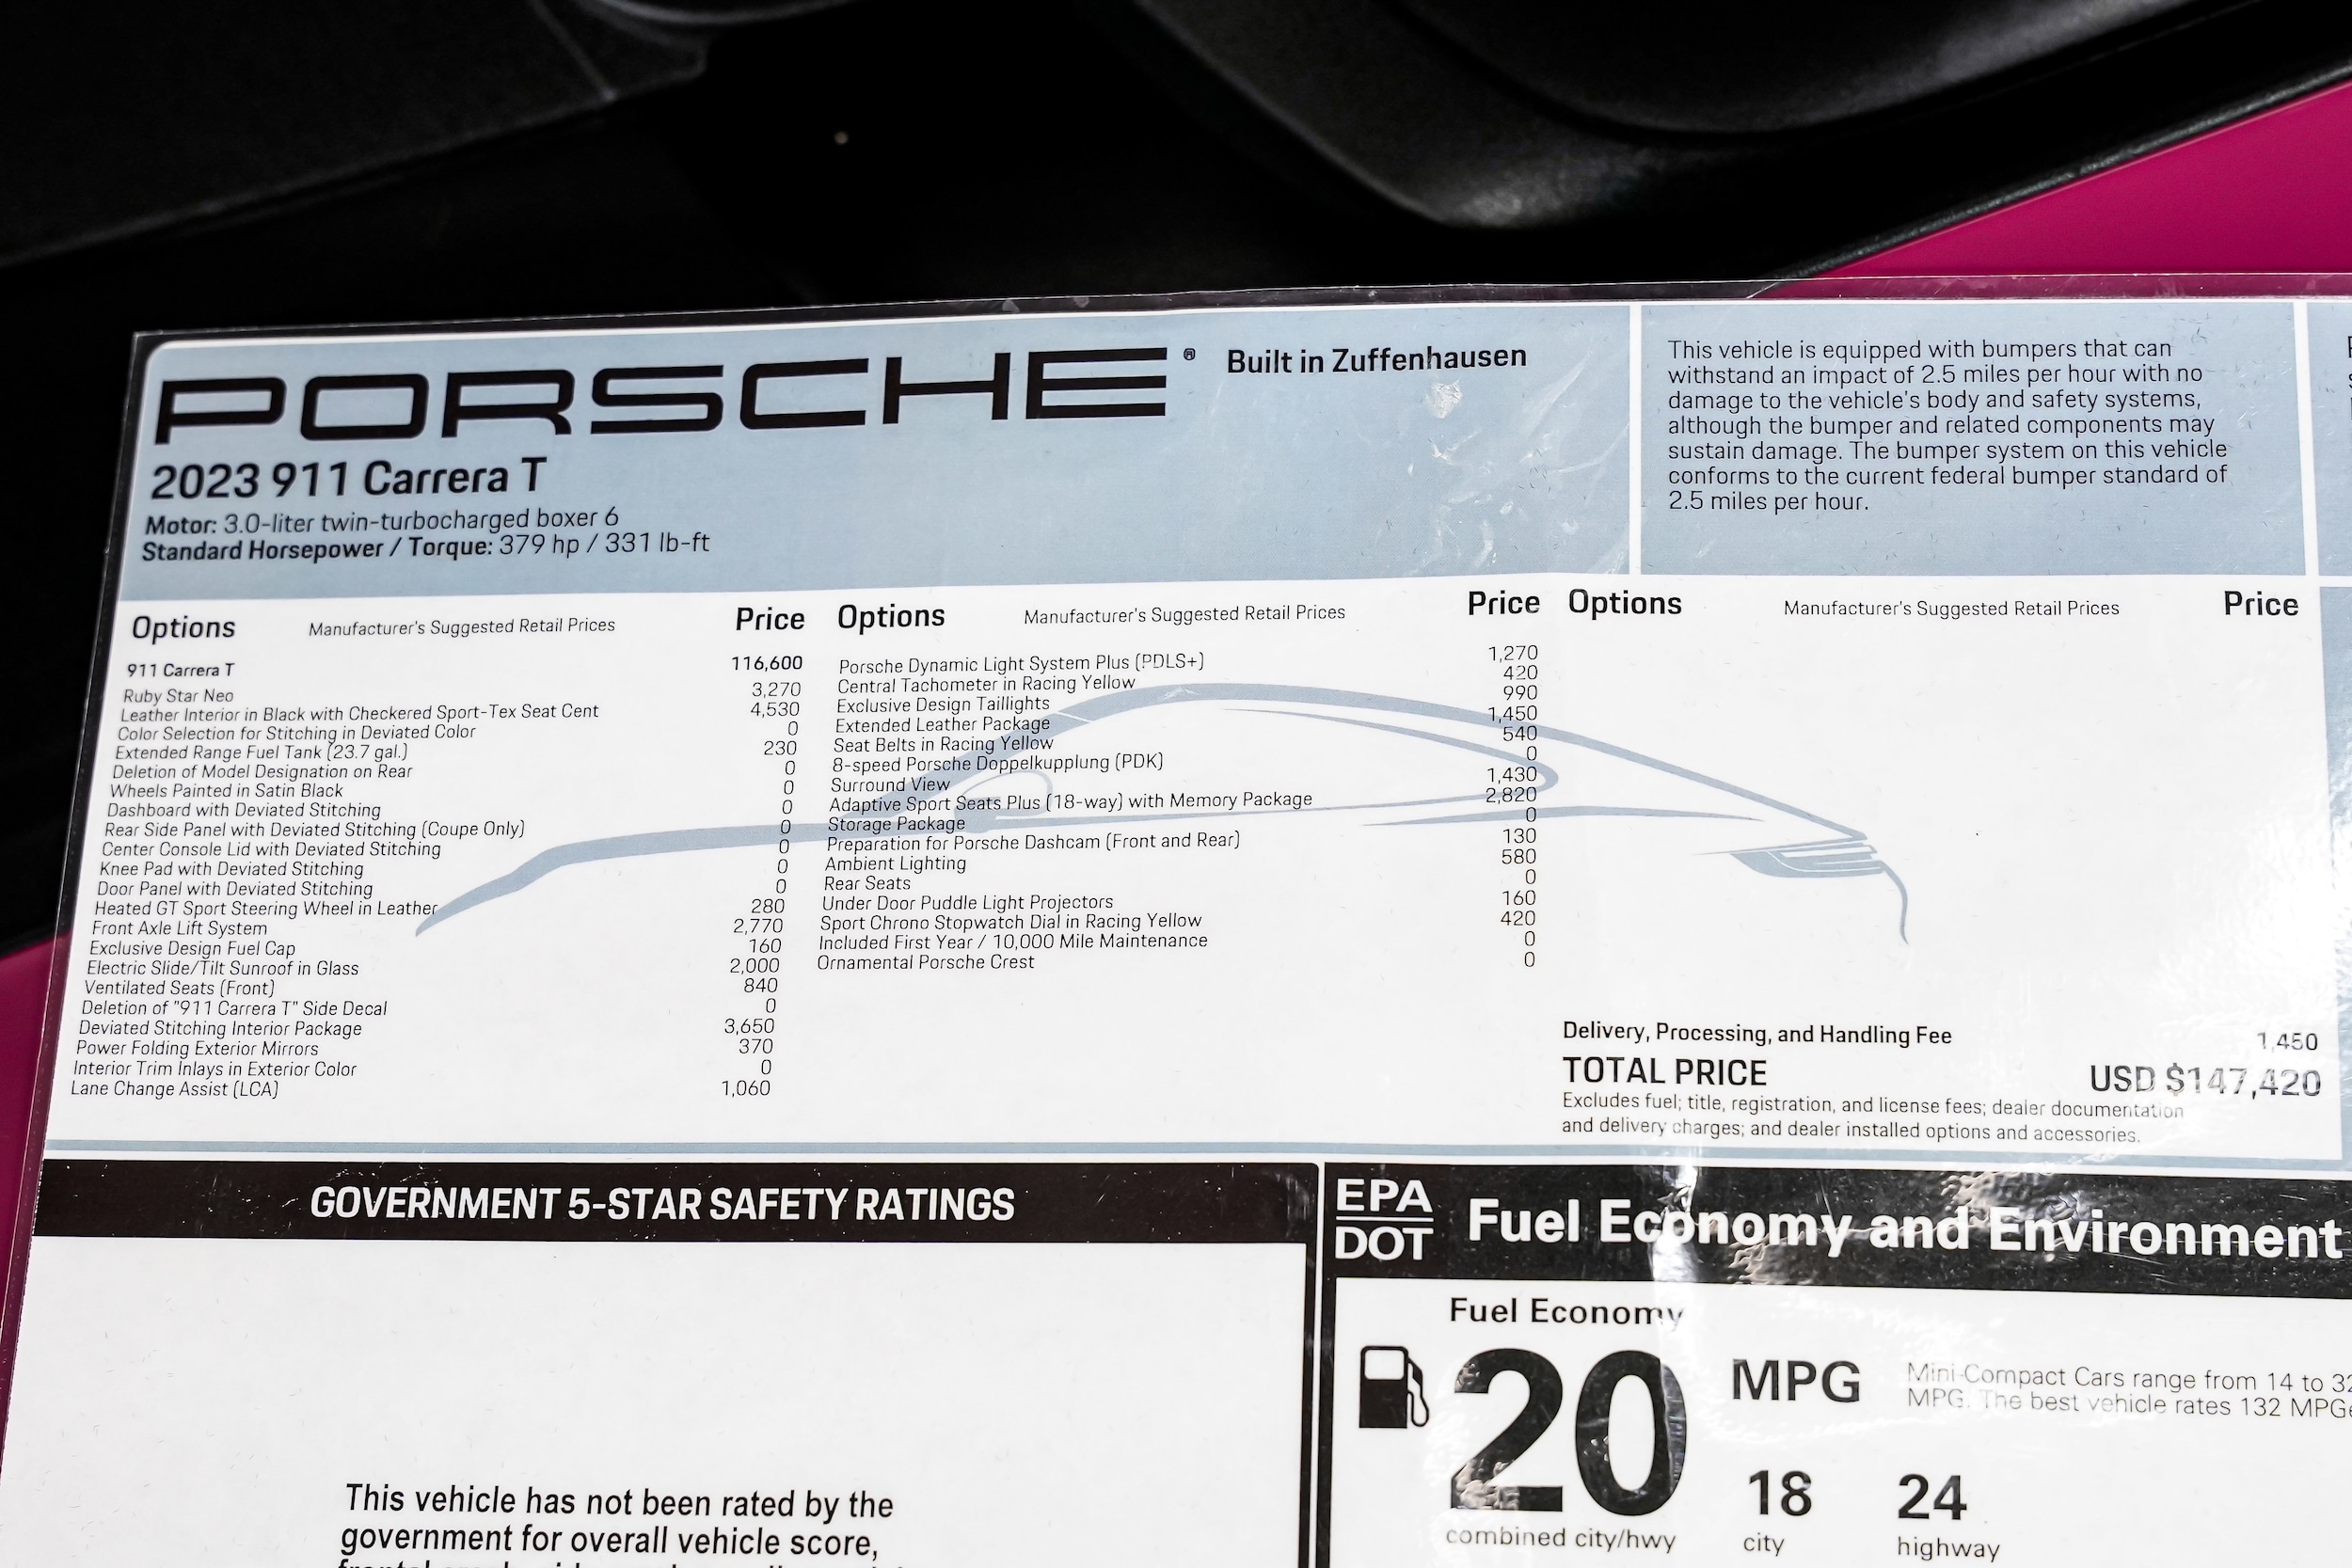 PORSCHE®
Built in Zuffenhausen
2023 911 Carrera T
Motor: 3.0-liter twin-turbocharged boxer 6
Standard Horsepower / Torque: 379 hp / 331 lb-ft
This vehicle is equipped with bumpers that can
withstand an impact of 2.5 miles per hour with no
damage to the vehicle's body and safety systems,
although the bumper and related components may
sustain damage. The bumper system on this vehicle
conforms to the current federal bumper standard of
2.5 miles per hour.
Options Manufacturer's Suggested Retail Prices Price
911 Carrera T 116,600
Ruby Star Neo 3,270
Leather Interior in Black with Checkered Sport-Tex Seat Cent 4,530
Color Selection for Stitching in Deviated Color 0
Extended Range Fuel Tank (23.7 gal.) 230
Deletion of Model Designation on Rear 0
Wheels Painted in Satin Black 0
Dashboard with Deviated Stitching 0
Rear Side Panel with Deviated Stitching (Coupe Only) 0
Center Console Lid with Deviated Stitching 0
Knee Pad with Deviated Stitching 0
Door Panel with Deviated Stitching 0
Heated GT Sport Steering Wheel in Leather 280
Front Axle Lift System 2,770
Exclusive Design Fuel Cap 160
Electric Slide/Tilt Sunroof in Glass 2,000
Ventilated Seats (Front) 840
Deletion of "911 Carrera T" Side Decal 0
Deviated Stitching Interior Package 3,650
Power Folding Exterior Mirrors 370
Interior Trim Inlays in Exterior Color 0
Lane Change Assist (LCA) 1,060
Options Manufacturer's Suggested Retail Prices Price
Porsche Dynamic Light System Plus (PDLS+) 1,270
Central Tachometer in Racing Yellow 420
Exclusive Design Taillights 990
Extended Leather Package 1,450
Seat Belts in Racing Yellow 540
8-speed Porsche Doppelkupplung (PDK) 0
Surround View 1,430
Adaptive Sport Seats Plus (18-way) with Memory Package 2,820
Storage Package 0
Preparation for Porsche Dashcam (Front and Rear) 130
Ambient Lighting 580
Rear Seats 0
Under Door Puddle Light Projectors 160
Sport Chrono Stopwatch Dial in Racing Yellow 420
Included First Year / 10,000 Mile Maintenance 0
Ornamental Porsche Crest 0
Options Manufacturer's Suggested Retail Prices Price
Delivery, Processing, and Handling Fee 1,450
TOTAL PRICE USD $147,420
Excludes fuel; title, registration, and license fees; dealer documentation
and delivery charges; and dealer installed options and accessories.
GOVERNMENT 5-STAR SAFETY RATINGS
This vehicle has not been rated by the
government for overall vehicle score,
EPA
DOT
Fuel Economy and Environment
Fuel Economy
20 MPG
combined city/hwy
18
city
24
highway
Mini-Compact Cars range from 14 to 32
MPG. The best vehicle rates 132 MPGe